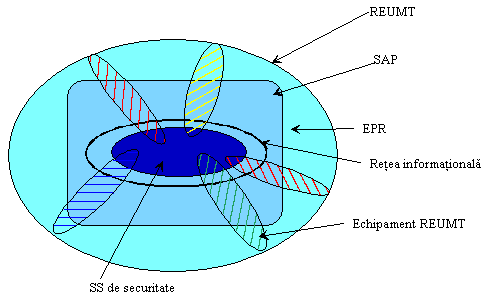 REUMT
SAP
EPR
Rețea informațională
Echipament REUMT
SS de securitate